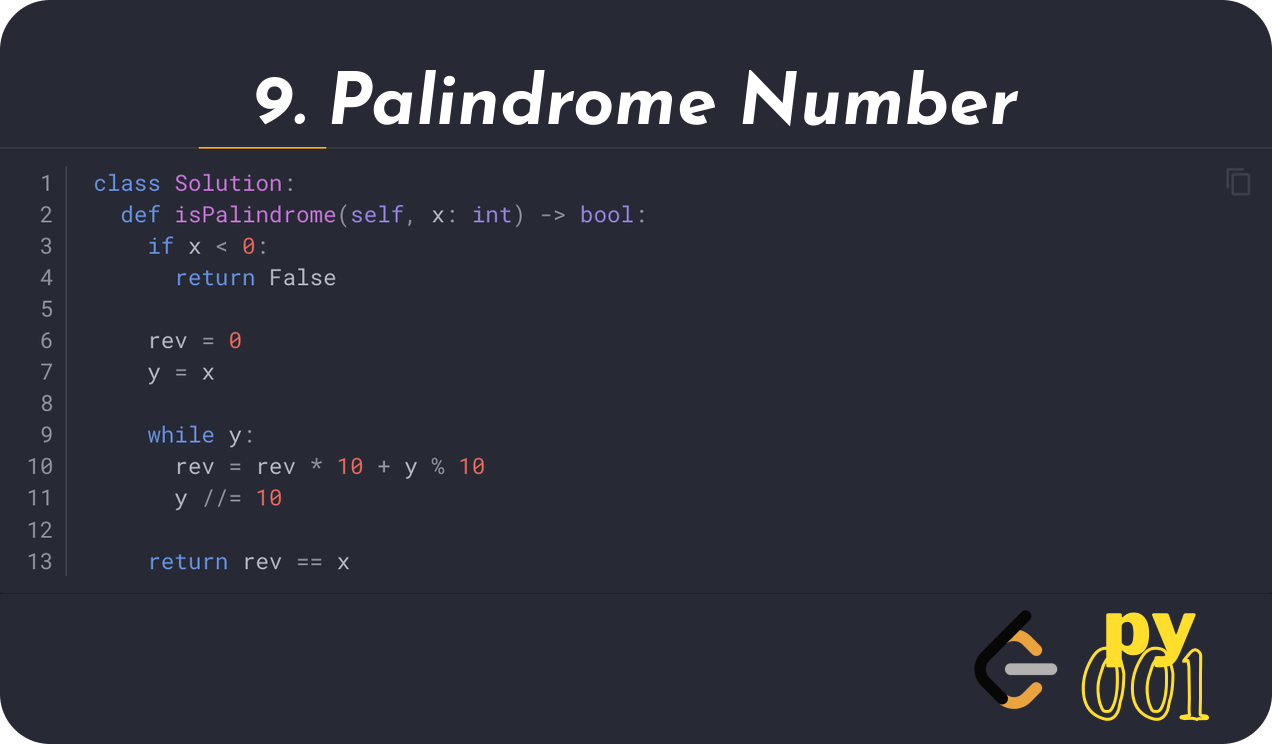 9. Palindrome Number
1 class Solution:
2   def isPalindrome(self, x: int) -> bool:
3     if x < 0:
4       return False
5
6     rev = 0
7     y = x
8
9     while y:
10       rev = rev * 10 + y % 10
11       y //= 10
12
13     return rev == x
py
001